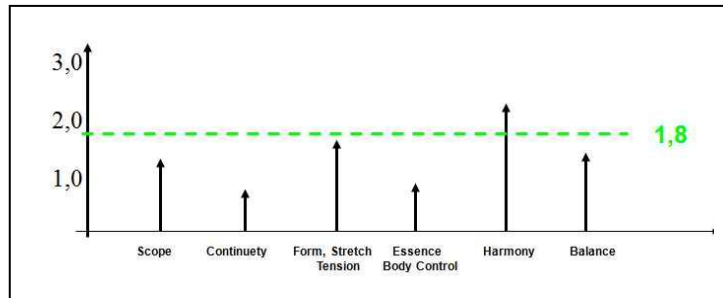 3,0
2,0
1,8
1,0
Scope
Continuety
Form, Stretch
Tension
Essence
Body Control
Harmony
Balance